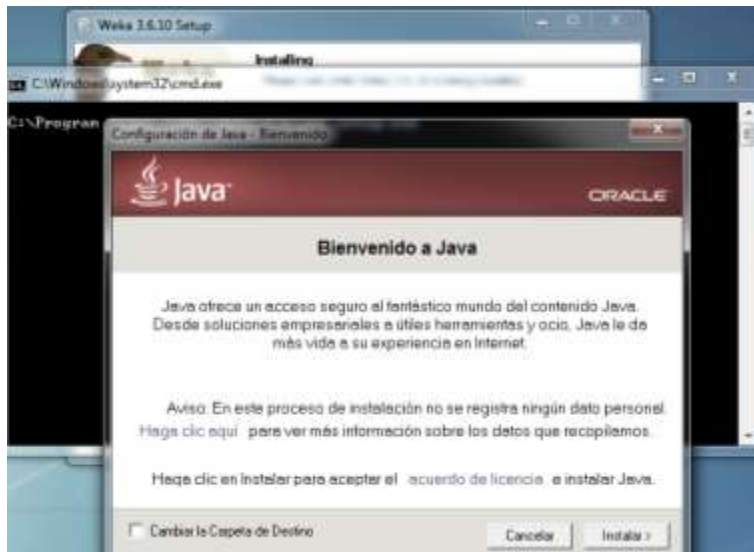 Weka 3.6.10 Setup
Installing
C:\Windows\system32\cmd.exe
C:\Program
Configuración de Java - Bienvenido
Java
ORACLE
Bienvenido a Java
Java ofrece un acceso seguro al fantástico mundo del contenido Java.
Desde soluciones empresariales a útiles herramientas y ocio, Java le da
más vida a su experiencia en Internet.
Aviso: En este proceso de instalación no se registra ningún dato personal.
Haga clic aquí para ver más información sobre los datos que recopilamos.
Haga clic en Instalar para aceptar el acuerdo de licencia e instalar Java.
Cambiar la Carpeta de Destino
Cancelar
Instalar >